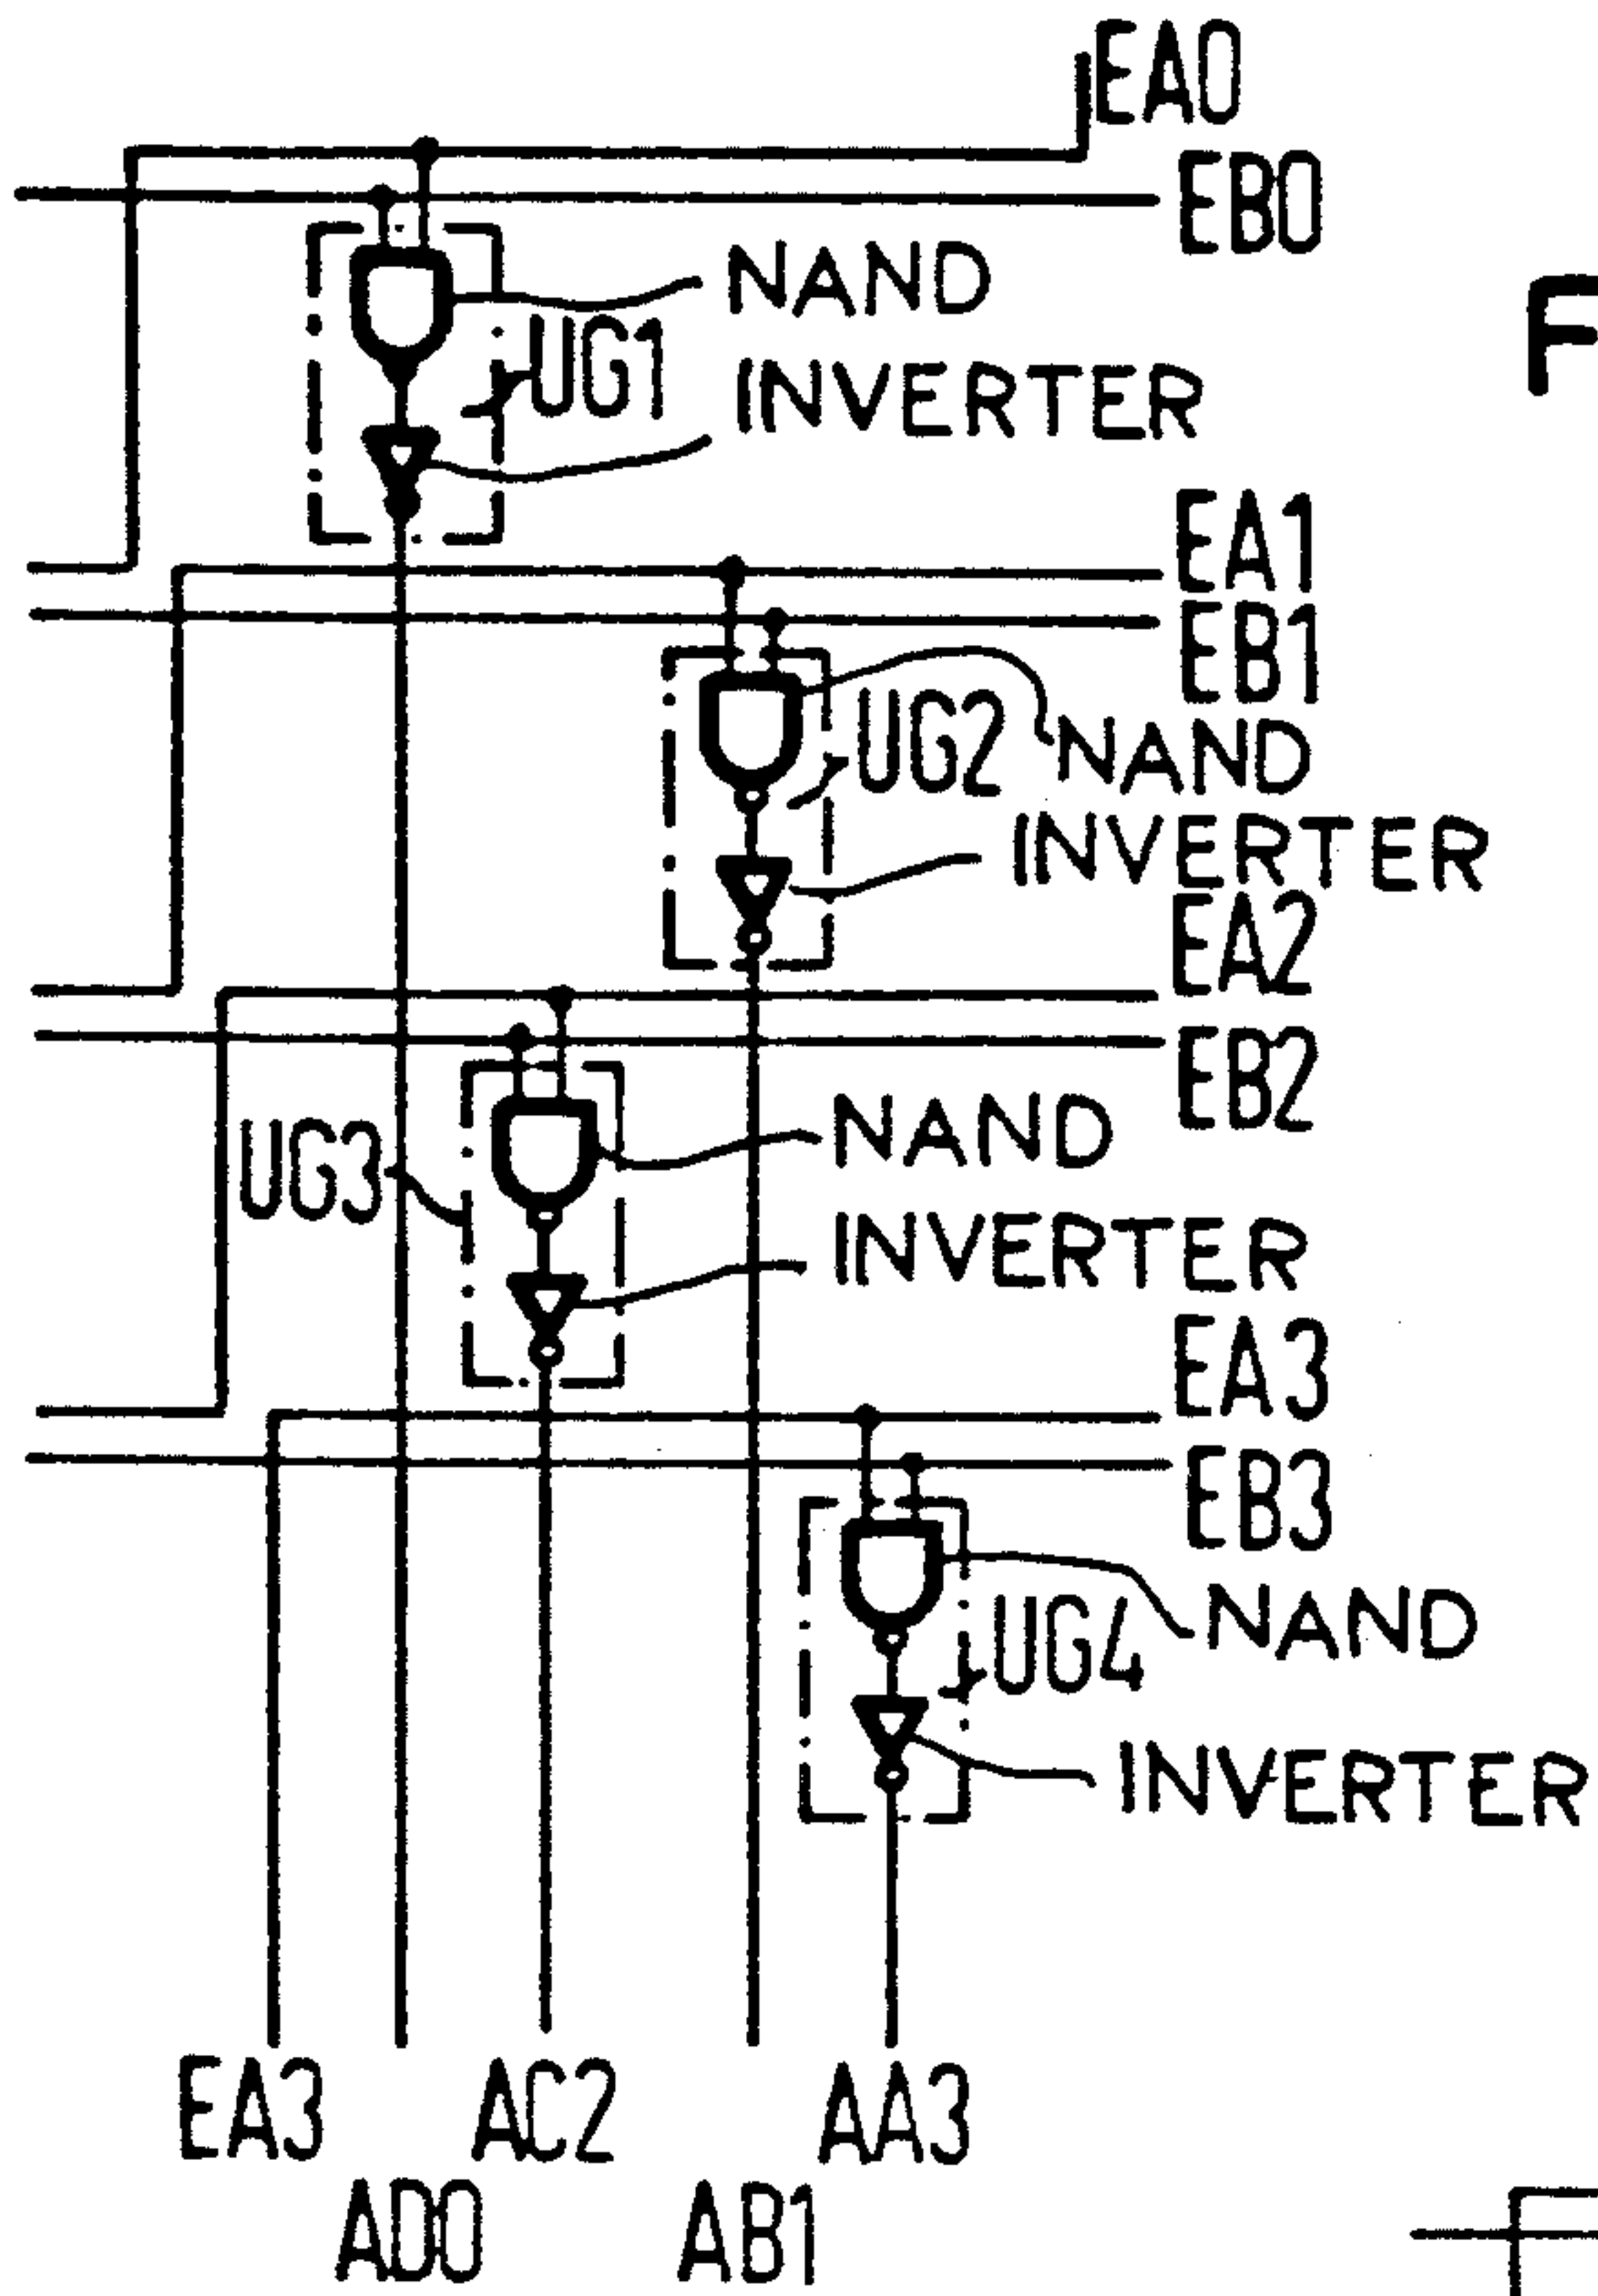 EA0
EB0
NAND
UG1
INVERTER
F
EA1
EB1
UG2
NAND
INVERTER
EA2
EB2
UG3
NAND
INVERTER
EA3
EB3
NAND
UG4
INVERTER
EA3
AC2
AA3
AD0
AB1